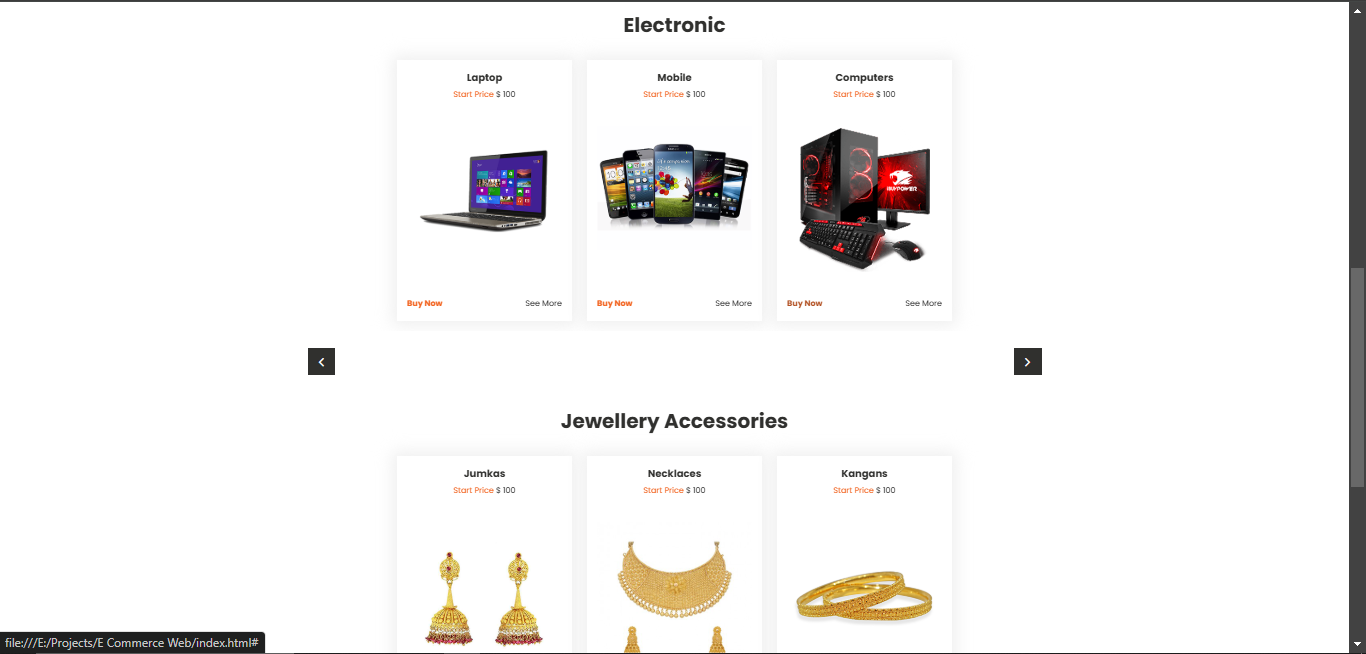 Electronic
Laptop
Start Price $ 100
Mobile
Start Price $ 100
Computers
Start Price $ 100
IBUYPOWER
Buy Now See More
Buy Now See More
Buy Now See More
Jewellery Accessories
Jumkas
Start Price $ 100
Necklaces
Start Price $ 100
Kangans
Start Price $ 100
file:///E:/Projects/E Commerce Web/index.html#